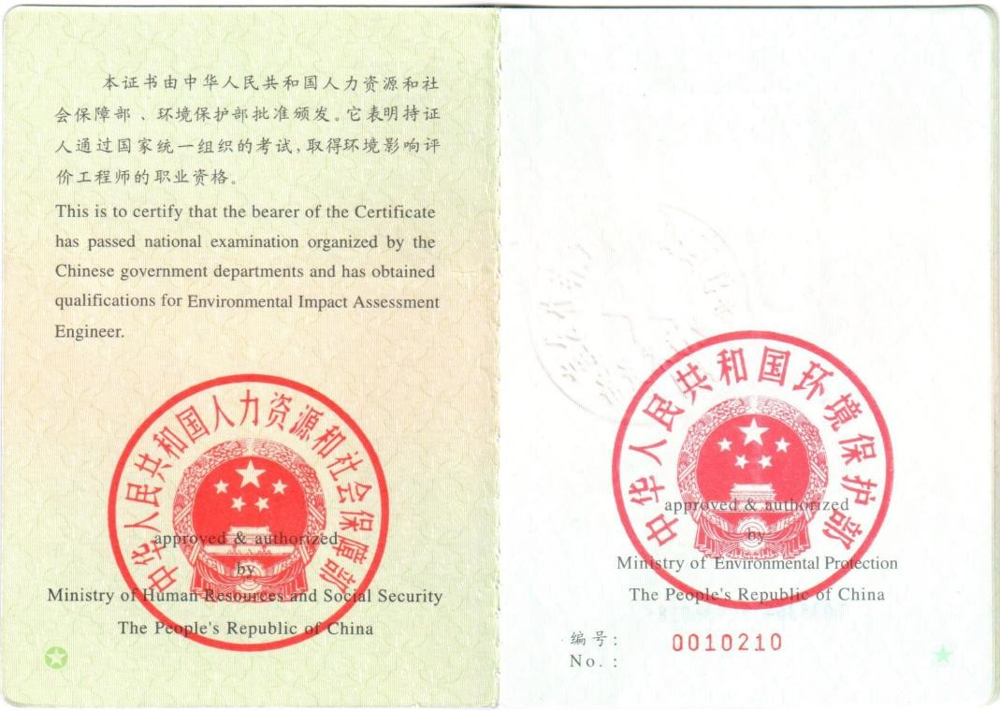 本证书由中华人民共和国人力资源和社
会保障部、环境保护部批准颁发。它表明持证
人通过国家统一组织的考试,取得环境影响评
价工程师的职业资格。
This is to certify that the bearer of the Certificate
has passed national examination organized by the
Chinese government departments and has obtained
qualifications for Environmental Impact Assessment
Engineer.
中华人民共和国人力资源和社会保障部
approved & authorized
by
Ministry of Human Resources and Social Security
The People's Republic of China
中华人民共和国环境保护部
approved & authorized
by
Ministry of Environmental Protection
The People's Republic of China
编号: 0010210
No.: